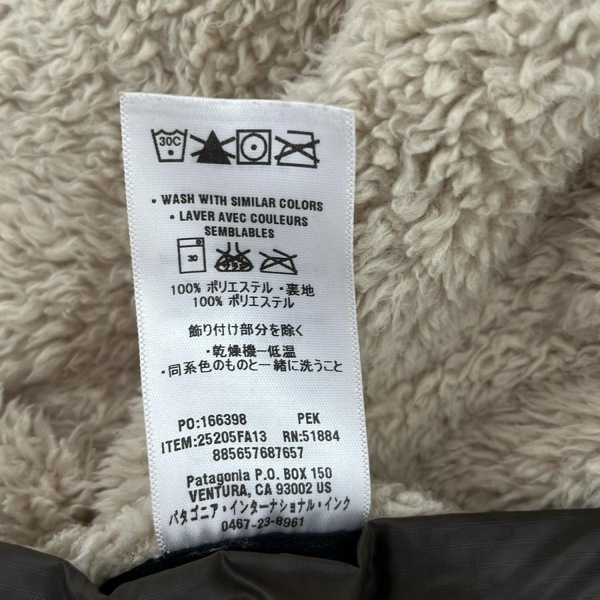 30C
• WASH WITH SIMILAR COLORS
• LAVER AVEC COULEURS
SEMBLABLES
30
100% ポリエステル・裏地
100% ポリエステル
飾り付け部分を除く
・乾燥機ー低温
・同系色のものと一緒に洗うこと
PO:166398 PEK
ITEM:25205FA13 RN:51884
885657687657
Patagonia P.O. BOX 150
VENTURA, CA 93002 US
パタゴニア・インターナショナル・インク
0467-23-8961